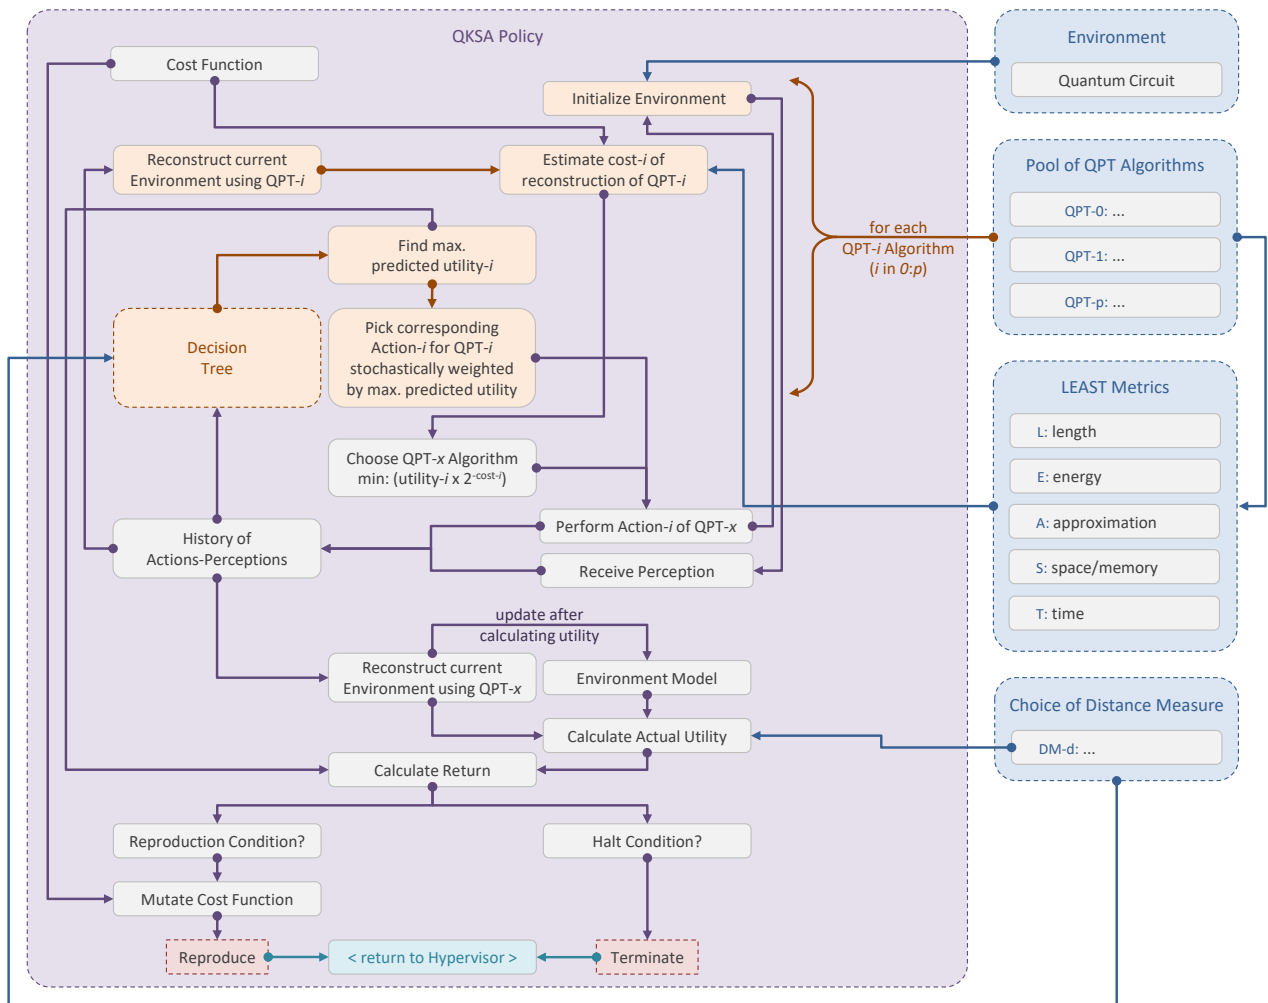 QKSA Policy
Cost Function
Initialize Environment
Reconstruct current
Environment using QPT-i
Estimate cost-i of
reconstruction of QPT-i
Find max.
predicted utility-i
for each
QPT-i Algorithm
(i in 0:p)
Decision
Tree
Pick corresponding
Action-i for QPT-i
stochastically weighted
by max. predicted utility
Choose QPT-x Algorithm
min: (utility-i x 2^-cost-i)
History of
Actions-Perceptions
Perform Action-i of QPT-x
Receive Perception
update after
calculating utility
Reconstruct current
Environment using QPT-x
Environment Model
Calculate Actual Utility
Calculate Return
Reproduction Condition?
Halt Condition?
Mutate Cost Function
Reproduce
< return to Hypervisor >
Terminate
Environment
Quantum Circuit
Pool of QPT Algorithms
QPT-0: ...
QPT-1: ...
QPT-p: ...
LEAST Metrics
L: length
E: energy
A: approximation
S: space/memory
T: time
Choice of Distance Measure
DM-d: ...